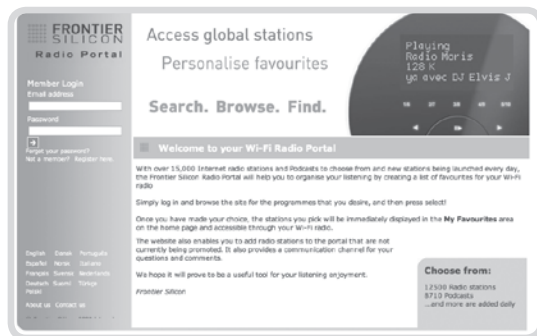 FRONTIER
SILICON
Radio Portal
Member Login
Email address
Password
Forget your password?
Not a member? Register here.
English Dansk Português
Español Norsk Italiano
Français Svensk Nederlands
Deutsch Suomi Türkçe
Polski
About us Contact us
Access global stations
Personalise favourites
Search. Browse. Find.
Playing
Radio Moris
128 K
yo avec DJ Elvis J
Welcome to your Wi-Fi Radio Portal
With over 15,000 Internet radio stations and Podcasts to choose from and new stations being launched every day,
the Frontier Silicon Radio Portal will help you to organise your listening by creating a list of favourites for your Wi-Fi
radio
Simply log in and browse the site for the programmes that you desire, and then press select!
Once you have made your choice, the stations you pick will be immediately displayed in the My Favourites area
on the home page and accessible through your Wi-Fi radio.
The website also enables you to add radio stations to the portal that are not
currently being promoted. It also provides a communication channel for your
questions and comments.
We hope it will prove to be a useful tool for your listening enjoyment.
Frontier Silicon
Choose from:
12500 Radio stations
8710 Podcasts
...and more are added daily